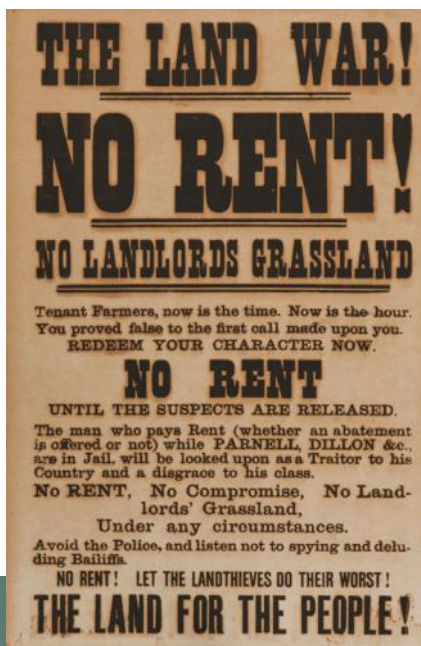 THE LAND WAR!
NO RENT!
NO LANDLORDS GRASSLAND
Tenant Farmers, now is the time. Now is the hour.
You proved false to the first call made upon you.
REDEEM YOUR CHARACTER NOW.
NO RENT
UNTIL THE SUSPECTS ARE RELEASED.
The man who pays Rent (whether an abatement
is offered or not) while PARNELL, DILLON &c.,
are in Jail, will be looked upon as a Traitor to his
Country and a disgrace to his class.
No RENT, No Compromise, No Land-
lords' Grassland,
Under any circumstances.
Avoid the Police, and listen not to spying and delu-
ding Bailiffs.
NO RENT! LET THE LANDTHIEVES DO THEIR WORST!
THE LAND FOR THE PEOPLE!